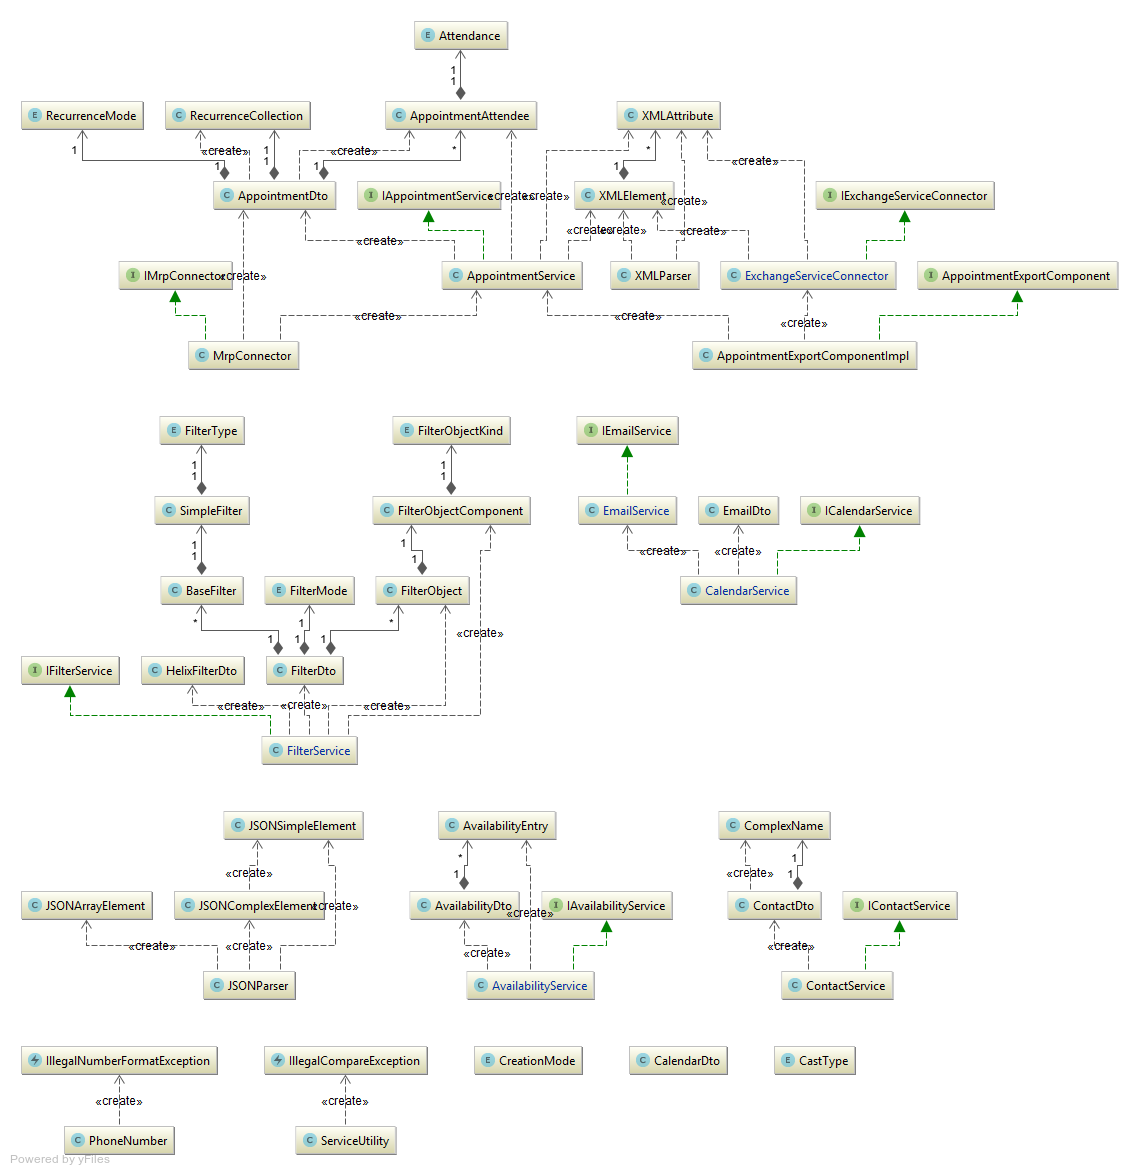 E Attendance
1
1
E RecurrenceMode
C RecurrenceCollection
C AppointmentAttendee
C XMLAttribute
1
«create»
1
1
1
«create»
1
*
*
1
«create»
C AppointmentDto
I IAppointmentService
«create»
«create»
C XMLElement
«create»
I IExchangeServiceConnector
«create»
«create»
«create»
«create»
I IMrpConnector
«create»
C AppointmentService
C XMLParser
C ExchangeServiceConnector
I AppointmentExportComponent
«create»
«create»
«create»
C MrpConnector
C AppointmentExportComponentImpl
E FilterType
E FilterObjectKind
I IEmailService
1
1
1
1
C SimpleFilter
C FilterObjectComponent
C EmailService
C EmailDto
I ICalendarService
1
1
1
1
«create»
«create»
C BaseFilter
E FilterMode
C FilterObject
C CalendarService
*
1
*
1
1
1
«create»
I IFilterService
C HelixFilterDto
C FilterDto
«create»
«create»
«create»
C FilterService
C JSONSimpleElement
C AvailabilityEntry
C ComplexName
*
1
1
1
«create»
«create»
C JSONArrayElement
C JSONComplexElement
«create»
C AvailabilityDto
«create»
I IAvailabilityService
C ContactDto
I IContactService
«create»
«create»
«create»
«create»
C JSONParser
C AvailabilityService
C ContactService
IllegalNumberFormatException
IllegalCompareException
E CreationMode
C CalendarDto
E CastType
«create»
«create»
C PhoneNumber
C ServiceUtility
Powered by yFiles